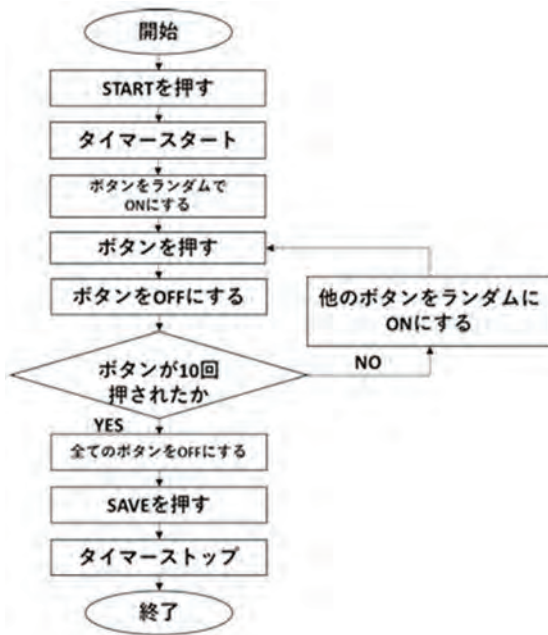 開始
STARTを押す
タイマースタート
ボタンをランダムで
ONにする
ボタンを押す
ボタンをOFFにする
他のボタンをランダムに
ONにする
ボタンが10回
押されたか
NO
YES
全てのボタンをOFFにする
SAVEを押す
タイマーストップ
終了